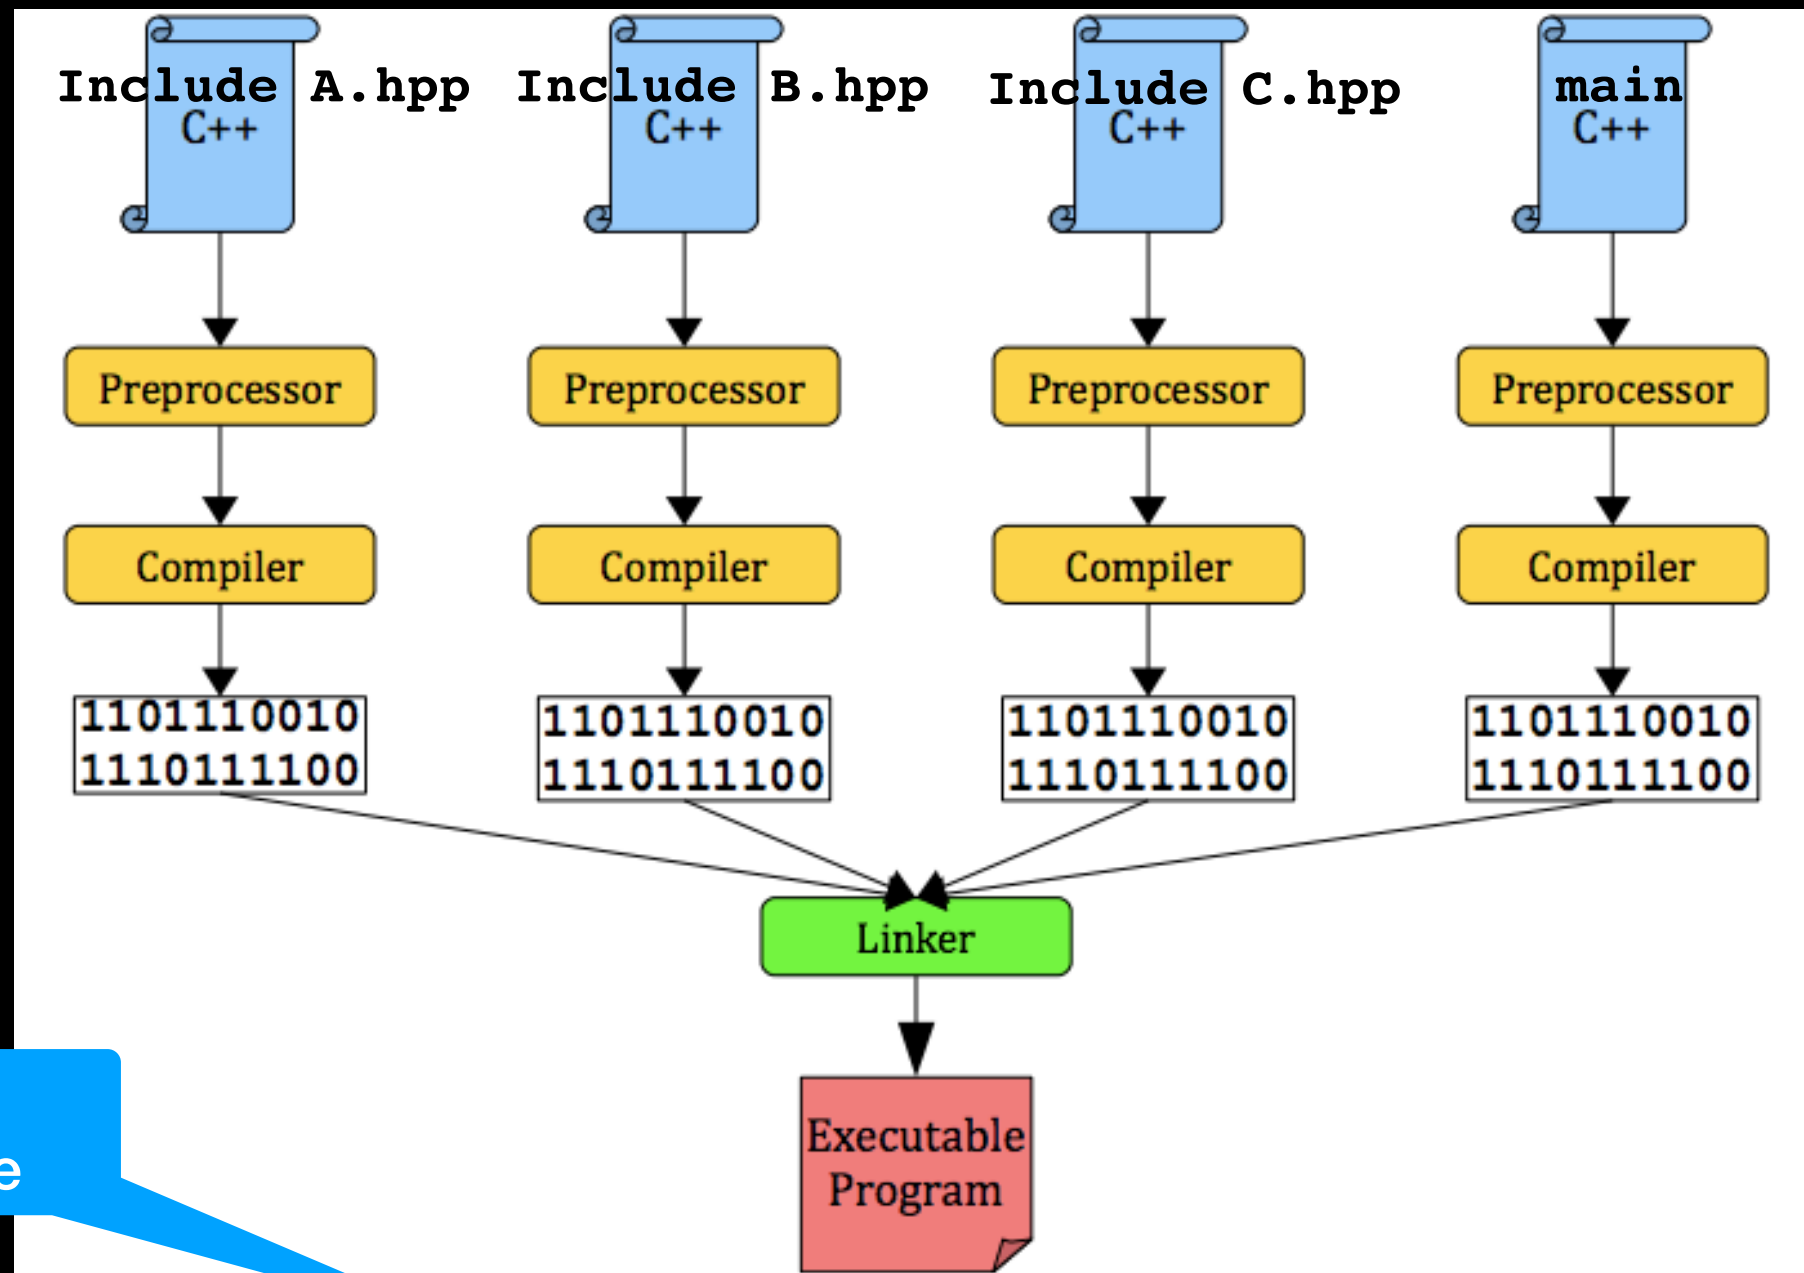 Include A.hpp Include B.hpp Include C.hpp main
C++ C++ C++ C++
Preprocessor Preprocessor Preprocessor Preprocessor
Compiler Compiler Compiler Compiler
1101110010 1101110010 1101110010 1101110010
1110111100 1110111100 1110111100 1110111100
Linker
Executable
Program